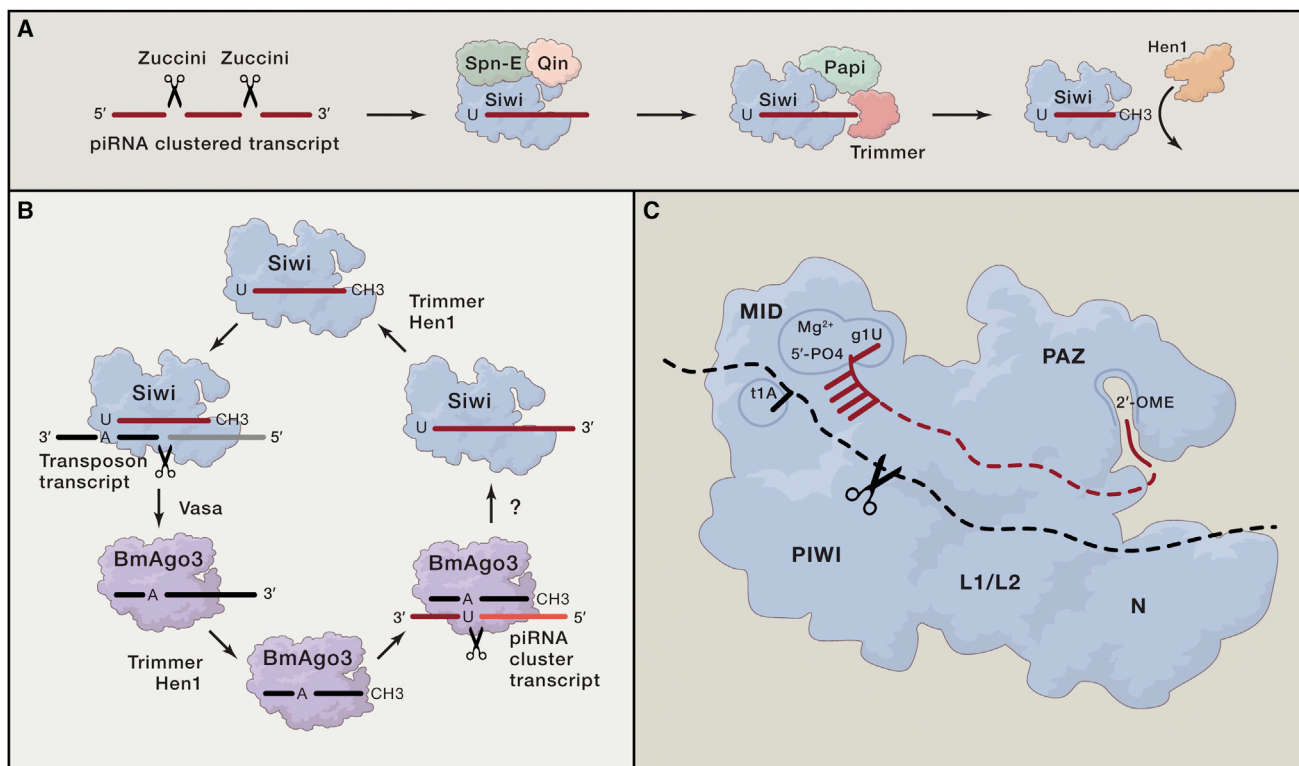 A
Zuccini Zuccini
5′ 3′
piRNA clustered transcript
Spn-E Qin
Siwi
U
Papi
Siwi
U
Trimmer
Hen1
Siwi
U CH3
B
Siwi
U CH3
Trimmer
Hen1
Siwi
U CH3
3′ A 5′
Transposon
transcript
Vasa
Siwi
U 3′
?
BmAgo3
A 3′
Trimmer
Hen1
BmAgo3
A CH3
BmAgo3
A CH3
3′ U 5′
piRNA
cluster
transcript
C
MID
Mg²⁺
g1U
5′-PO4
t1A
PAZ
2′-OME
PIWI
L1/L2
N